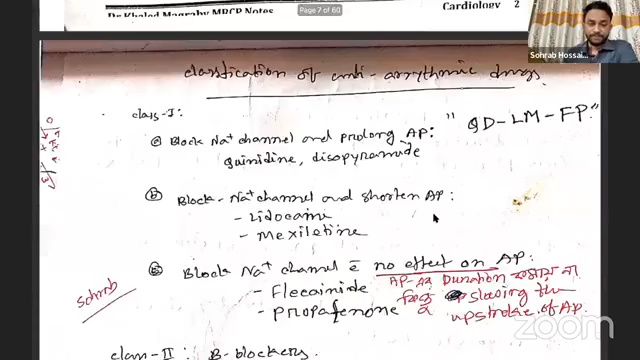 Dr Khaled Magraby MRCP Notes
Page 7 of 60
Cardiology 2
Sohrab Hossai...
classification of anti-arrythmic drugs.
class-I:
"QD-LM-FP."
ⓐ Block Na+ channel and prolong AP:
quinidine, disopyramide
ⓑ Block Na+ channel and shorten AP:
- Lidocaine
- Mexiletine
Block Na+ channel c̄ no effect on AP:
- Flecainide
AP-এর Duration কমায় না
- Propafenone
slowing the
upstroke of AP.
Sohrab
class-II: B-blockers.
zoom